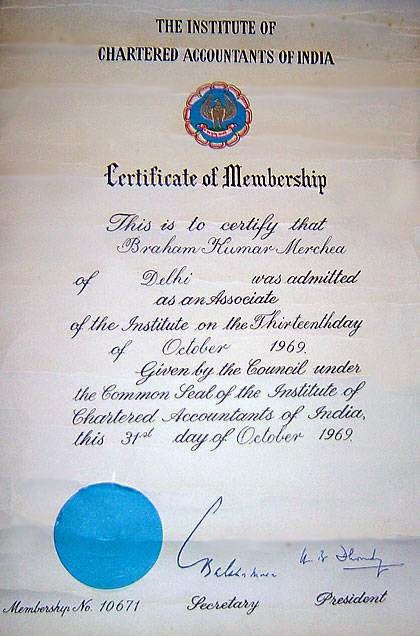 THE INSTITUTE OF
CHARTERED ACCOUNTANTS OF INDIA
Certificate of Membership
This is to certify that
Braham Kumar Merchea
of Delhi was admitted
as an Associate
of the Institute on the Thirteenth day
of October 1969.
Given by the Council under
the Common Seal of the Institute of
Chartered Accountants of India,
this 31st day of October 1969.
Membership No. 10671 Secretary President